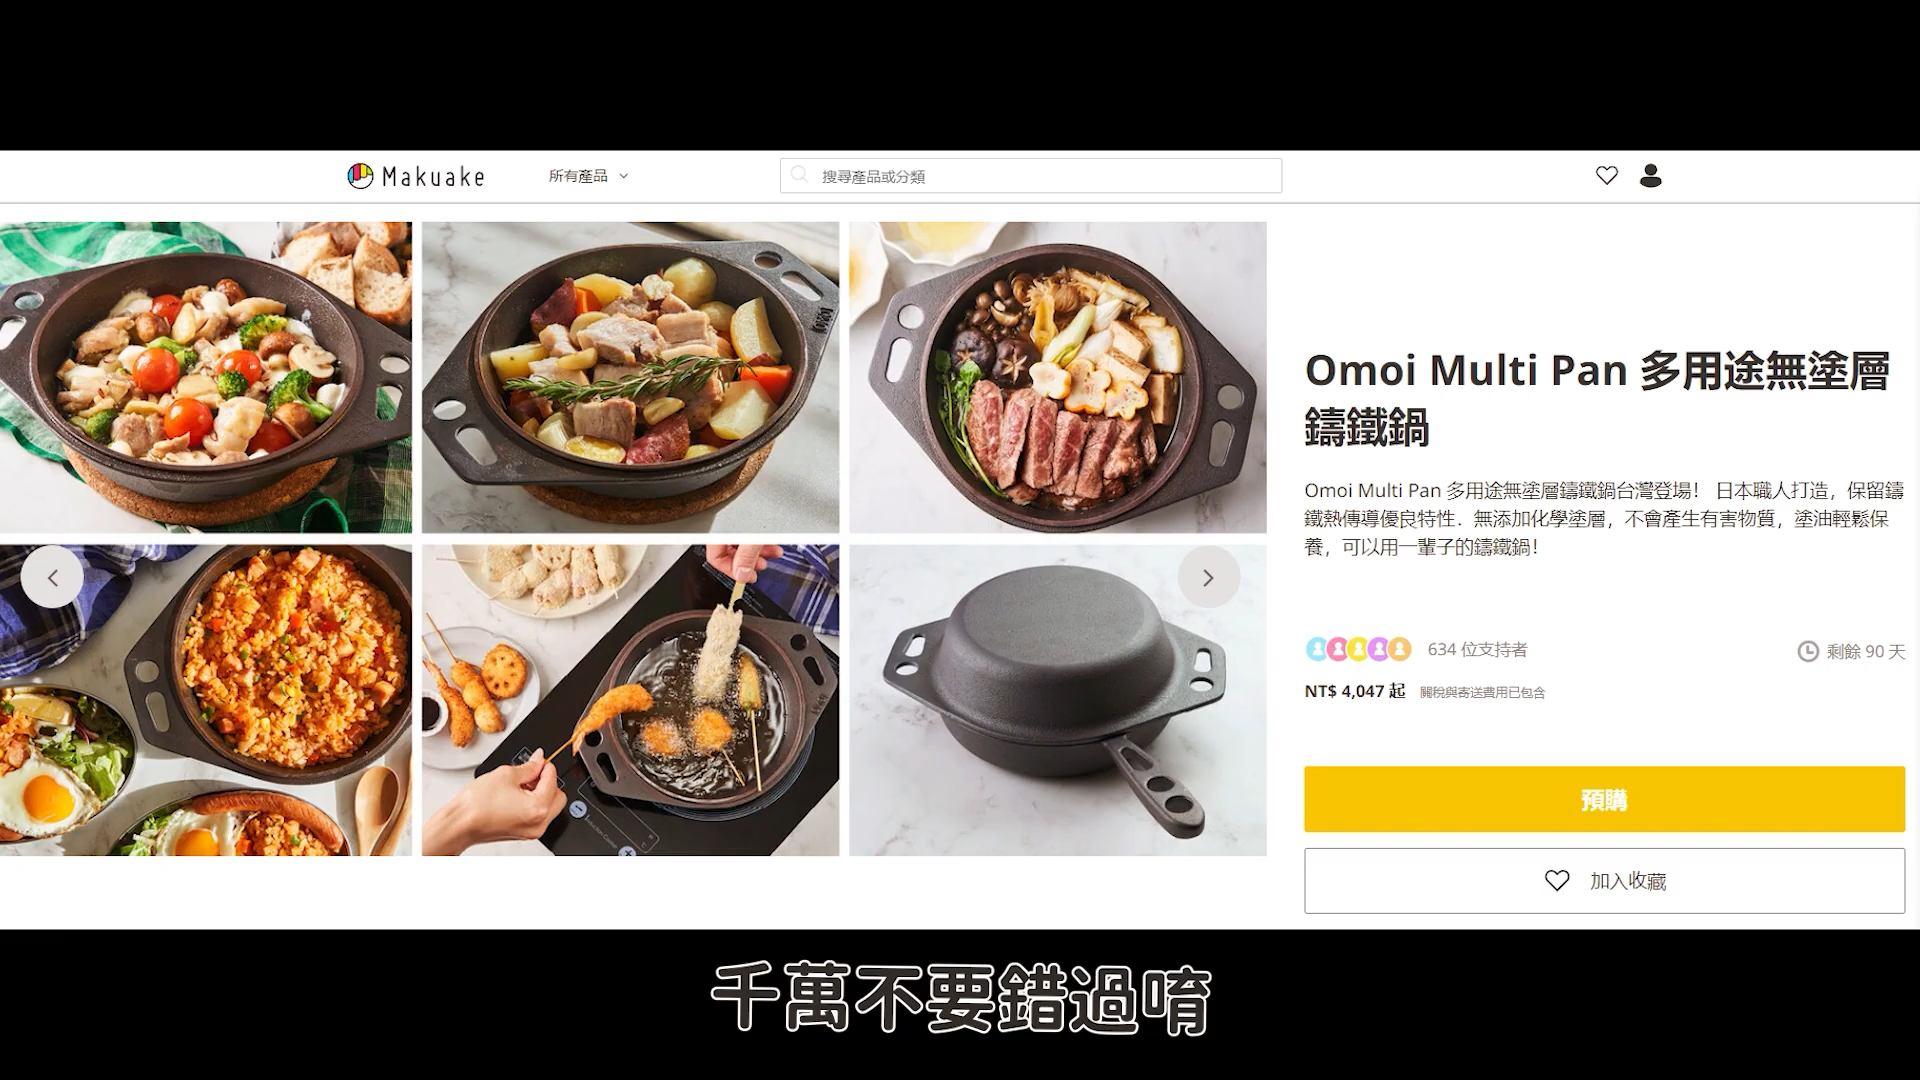 Makuake
所有產品
搜尋產品或分類
Omoi Multi Pan 多用途無塗層
鑄鐵鍋
Omoi Multi Pan 多用途無塗層鑄鐵鍋台灣登場！ 日本職人打造，保留鑄
鐵熱傳導優良特性．無添加化學塗層，不會產生有害物質，塗油輕鬆保
養，可以用一輩子的鑄鐵鍋！
634 位支持者
剩餘 90 天
NT$ 4,047 起 關稅與寄送費用已包含
預購
加入收藏
千萬不要錯過唷